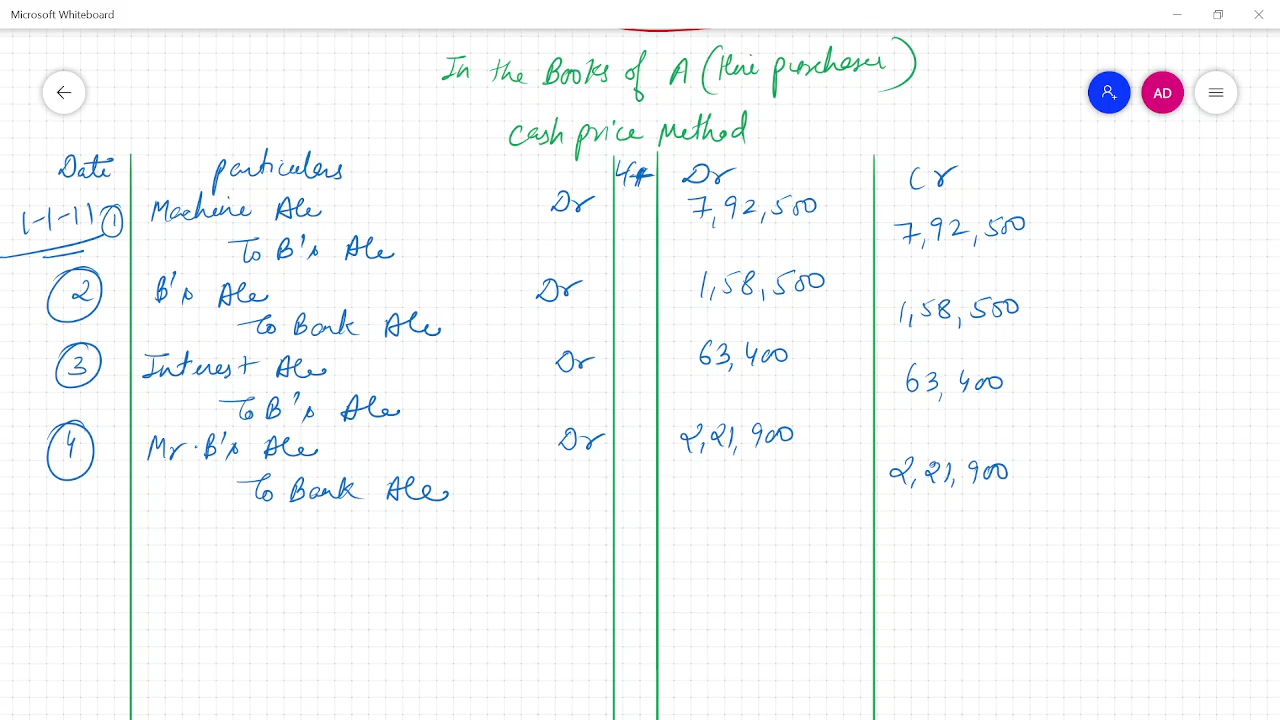 Microsoft Whiteboard
In the Books of A (Hire purchaser)
AD
Cash price Method
Date particulars Dr Cr
1-1-11 1 Machine A/c Dr 7,92,500
To B's A/c 7,92,500
2 B's A/c Dr 1,58,500
To Bank A/c 1,58,500
3 Interest A/c Dr 63,400
To B's A/c 63,400
4 Mr. B's A/c Dr 2,21,900
To Bank A/c 2,21,900